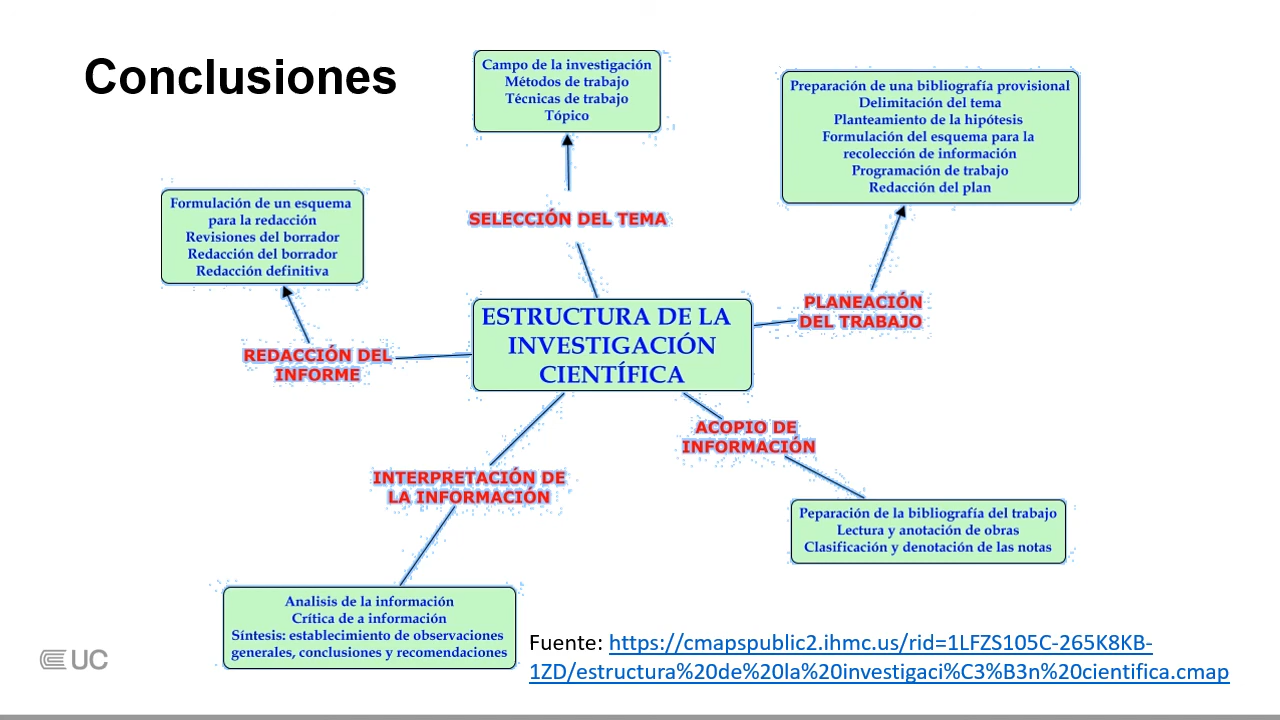 Conclusiones
Campo de la investigación
Métodos de trabajo
Técnicas de trabajo
Tópico
Preparación de una bibliografía provisional
Delimitación del tema
Planteamiento de la hipótesis
Formulación del esquema para la
recolección de información
Programación de trabajo
Redacción del plan
Formulación de un esquema
para la redacción
Revisiones del borrador
Redacción del borrador
Redacción definitiva
SELECCIÓN DEL TEMA
PLANEACIÓN
DEL TRABAJO
ESTRUCTURA DE LA
INVESTIGACIÓN
CIENTÍFICA
REDACCIÓN DEL
INFORME
ACOPIO DE
INFORMACIÓN
INTERPRETACIÓN DE
LA INFORMACIÓN
Peparación de la bibliografía del trabajo
Lectura y anotación de obras
Clasificación y denotación de las notas
Analisis de la información
Crítica de a información
Síntesis: establecimiento de observaciones
generales, conclusiones y recomendaciones
Fuente: https://cmapspublic2.ihmc.us/rid=1LFZS105C-265K8KB-
1ZD/estructura%20de%20la%20investigaci%C3%B3n%20cientifica.cmap
UC